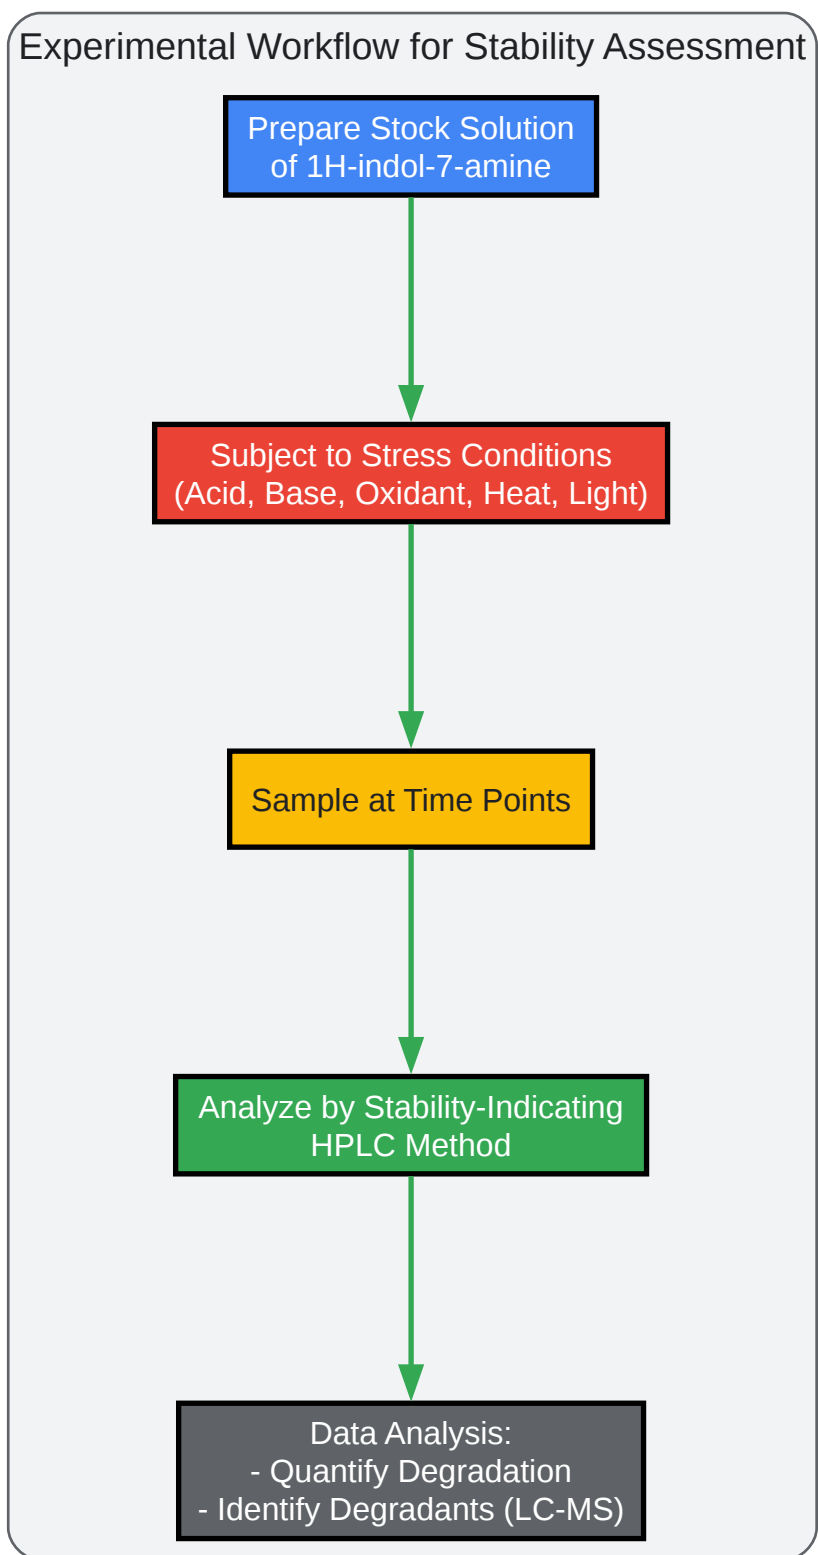 Experimental Workflow for Stability Assessment
Prepare Stock Solution
of 1H-indol-7-amine
Subject to Stress Conditions
(Acid, Base, Oxidant, Heat, Light)
Sample at Time Points
Analyze by Stability-Indicating
HPLC Method
Data Analysis:
- Quantify Degradation
- Identify Degradants (LC-MS)